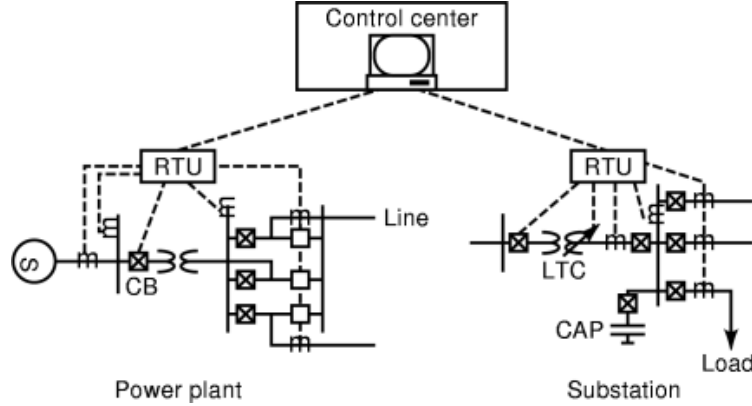 Control center
RTU
RTU
Line
S
CB
LTC
CAP
Load
Power plant
Substation